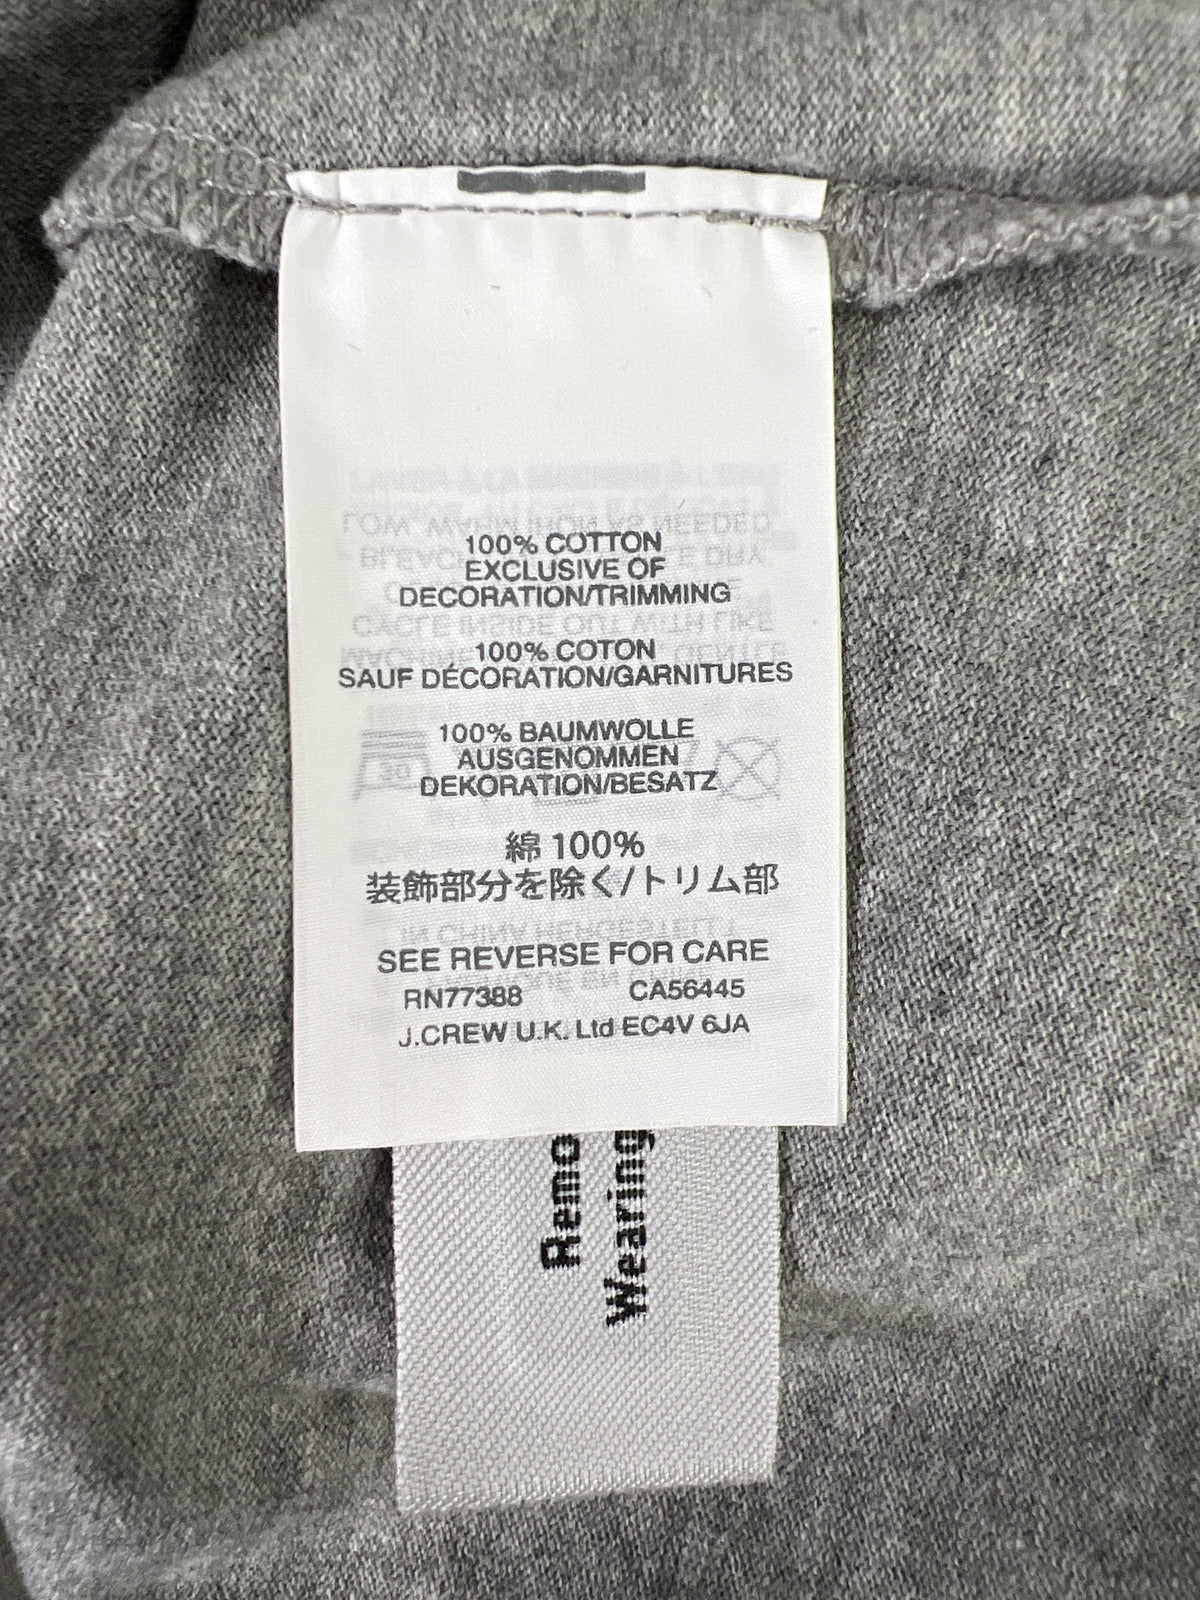 100% COTTON
EXCLUSIVE OF
DECORATION/TRIMMING
100% COTON
SAUF DÉCORATION/GARNITURES
100% BAUMWOLLE
AUSGENOMMEN
DEKORATION/BESATZ
綿 100%
装飾部分を除く/トリム部
SEE REVERSE FOR CARE
RN77388 CA56445
J.CREW U.K. Ltd EC4V 6JA
Remo
Wearing